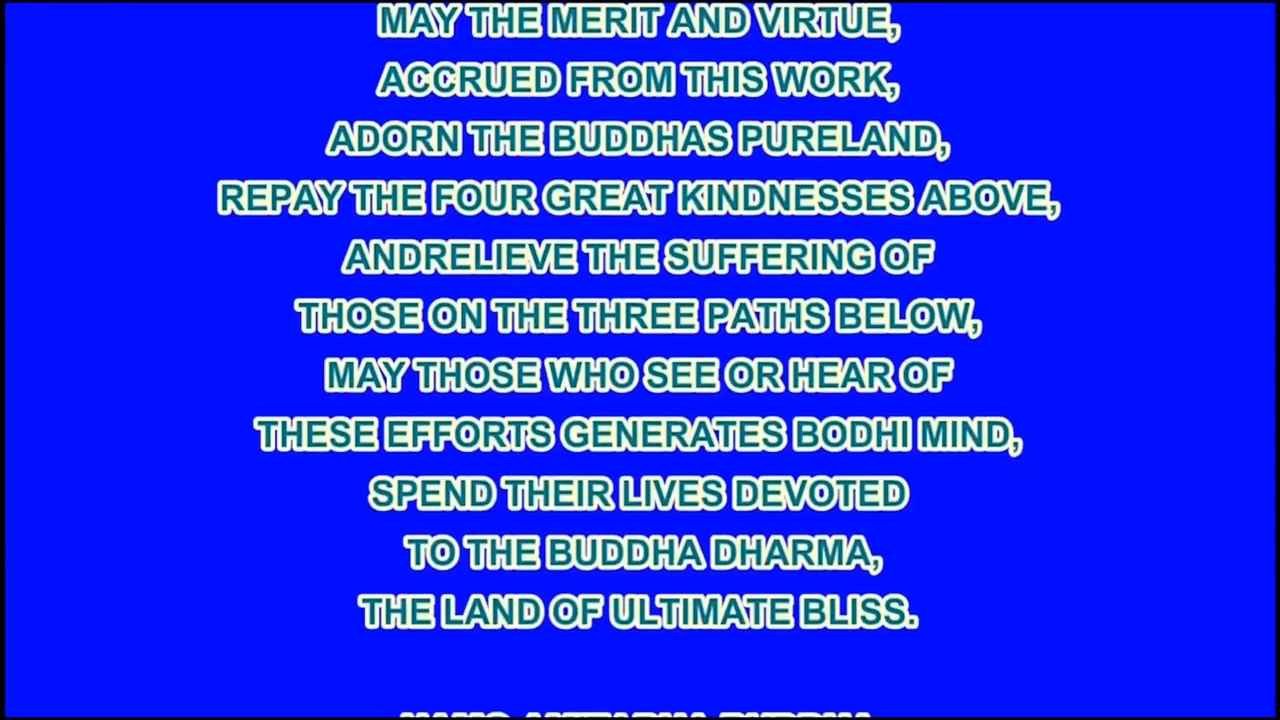 MAY THE MERIT AND VIRTUE,
ACCRUED FROM THIS WORK,
ADORN THE BUDDHAS PURELAND,
REPAY THE FOUR GREAT KINDNESSES ABOVE,
ANDRELIEVE THE SUFFERING OF
THOSE ON THE THREE PATHS BELOW,
MAY THOSE WHO SEE OR HEAR OF
THESE EFFORTS GENERATES BODHI MIND,
SPEND THEIR LIVES DEVOTED
TO THE BUDDHA DHARMA,
THE LAND OF ULTIMATE BLISS.